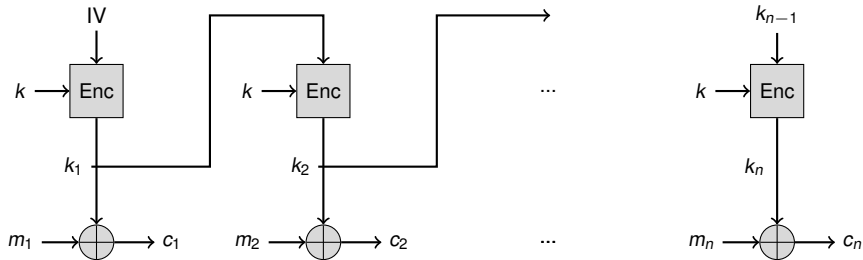 IV k_{n−1}
k Enc k Enc ... k Enc
k_1 k_2 k_n
m_1 c_1 m_2 c_2 ... m_n c_n